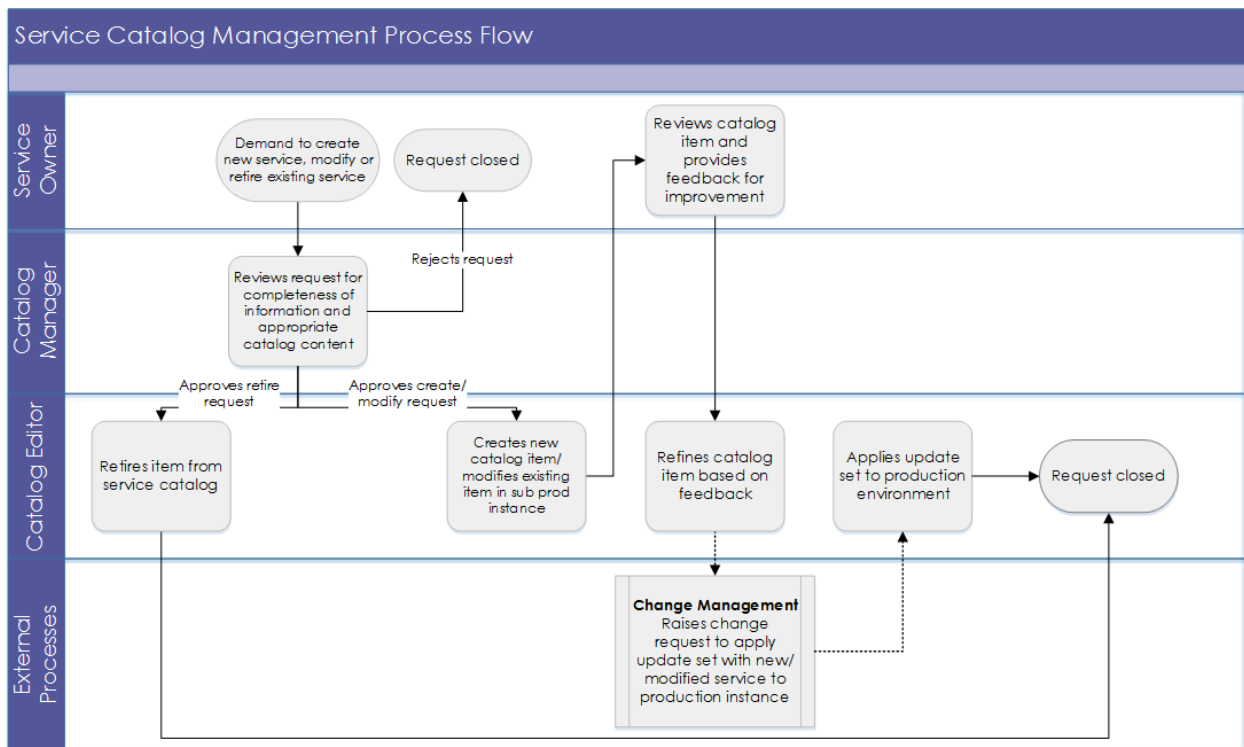 Service Catalog Management Process Flow
Service
Owner
Demand to create
new service, modify or
retire existing service
Request closed
Reviews catalog
item and
provides
feedback for
improvement
Catalog
Manager
Reviews request for
completeness of
information and
appropriate
catalog content
Rejects request
Approves retire
request
Approves create/
modify request
Catalog Editor
Retires item from
service catalog
Creates new
catalog item/
modifies existing
item in sub prod
instance
Refines catalog
item based on
feedback
Applies update
set to production
environment
Request closed
External
Processes
Change Management
Raises change
request to apply
update set with new/
modified service to
production instance